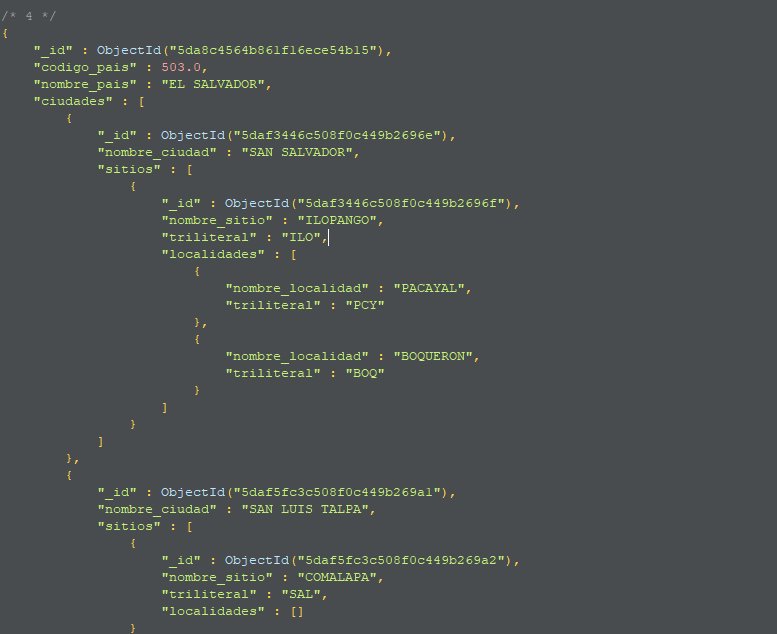 /* 4 */
{
    "_id" : ObjectId("5da8c4564b861f16ece54b15"),
    "codigo_pais" : 503.0,
    "nombre_pais" : "EL SALVADOR",
    "ciudades" : [
        {
            "_id" : ObjectId("5daf3446c508f0c449b2696e"),
            "nombre_ciudad" : "SAN SALVADOR",
            "sitios" : [
                {
                    "_id" : ObjectId("5daf3446c508f0c449b2696f"),
                    "nombre_sitio" : "ILOPANGO",
                    "triliteral" : "ILO",
                    "localidades" : [
                        {
                            "nombre_localidad" : "PACAYAL",
                            "triliteral" : "PCY"
                        },
                        {
                            "nombre_localidad" : "BOQUERON",
                            "triliteral" : "BOQ"
                        }
                    ]
                }
            ]
        },
        {
            "_id" : ObjectId("5daf5fc3c508f0c449b269a1"),
            "nombre_ciudad" : "SAN LUIS TALPA",
            "sitios" : [
                {
                    "_id" : ObjectId("5daf5fc3c508f0c449b269a2"),
                    "nombre_sitio" : "COMALAPA",
                    "triliteral" : "SAL",
                    "localidades" : []
                }